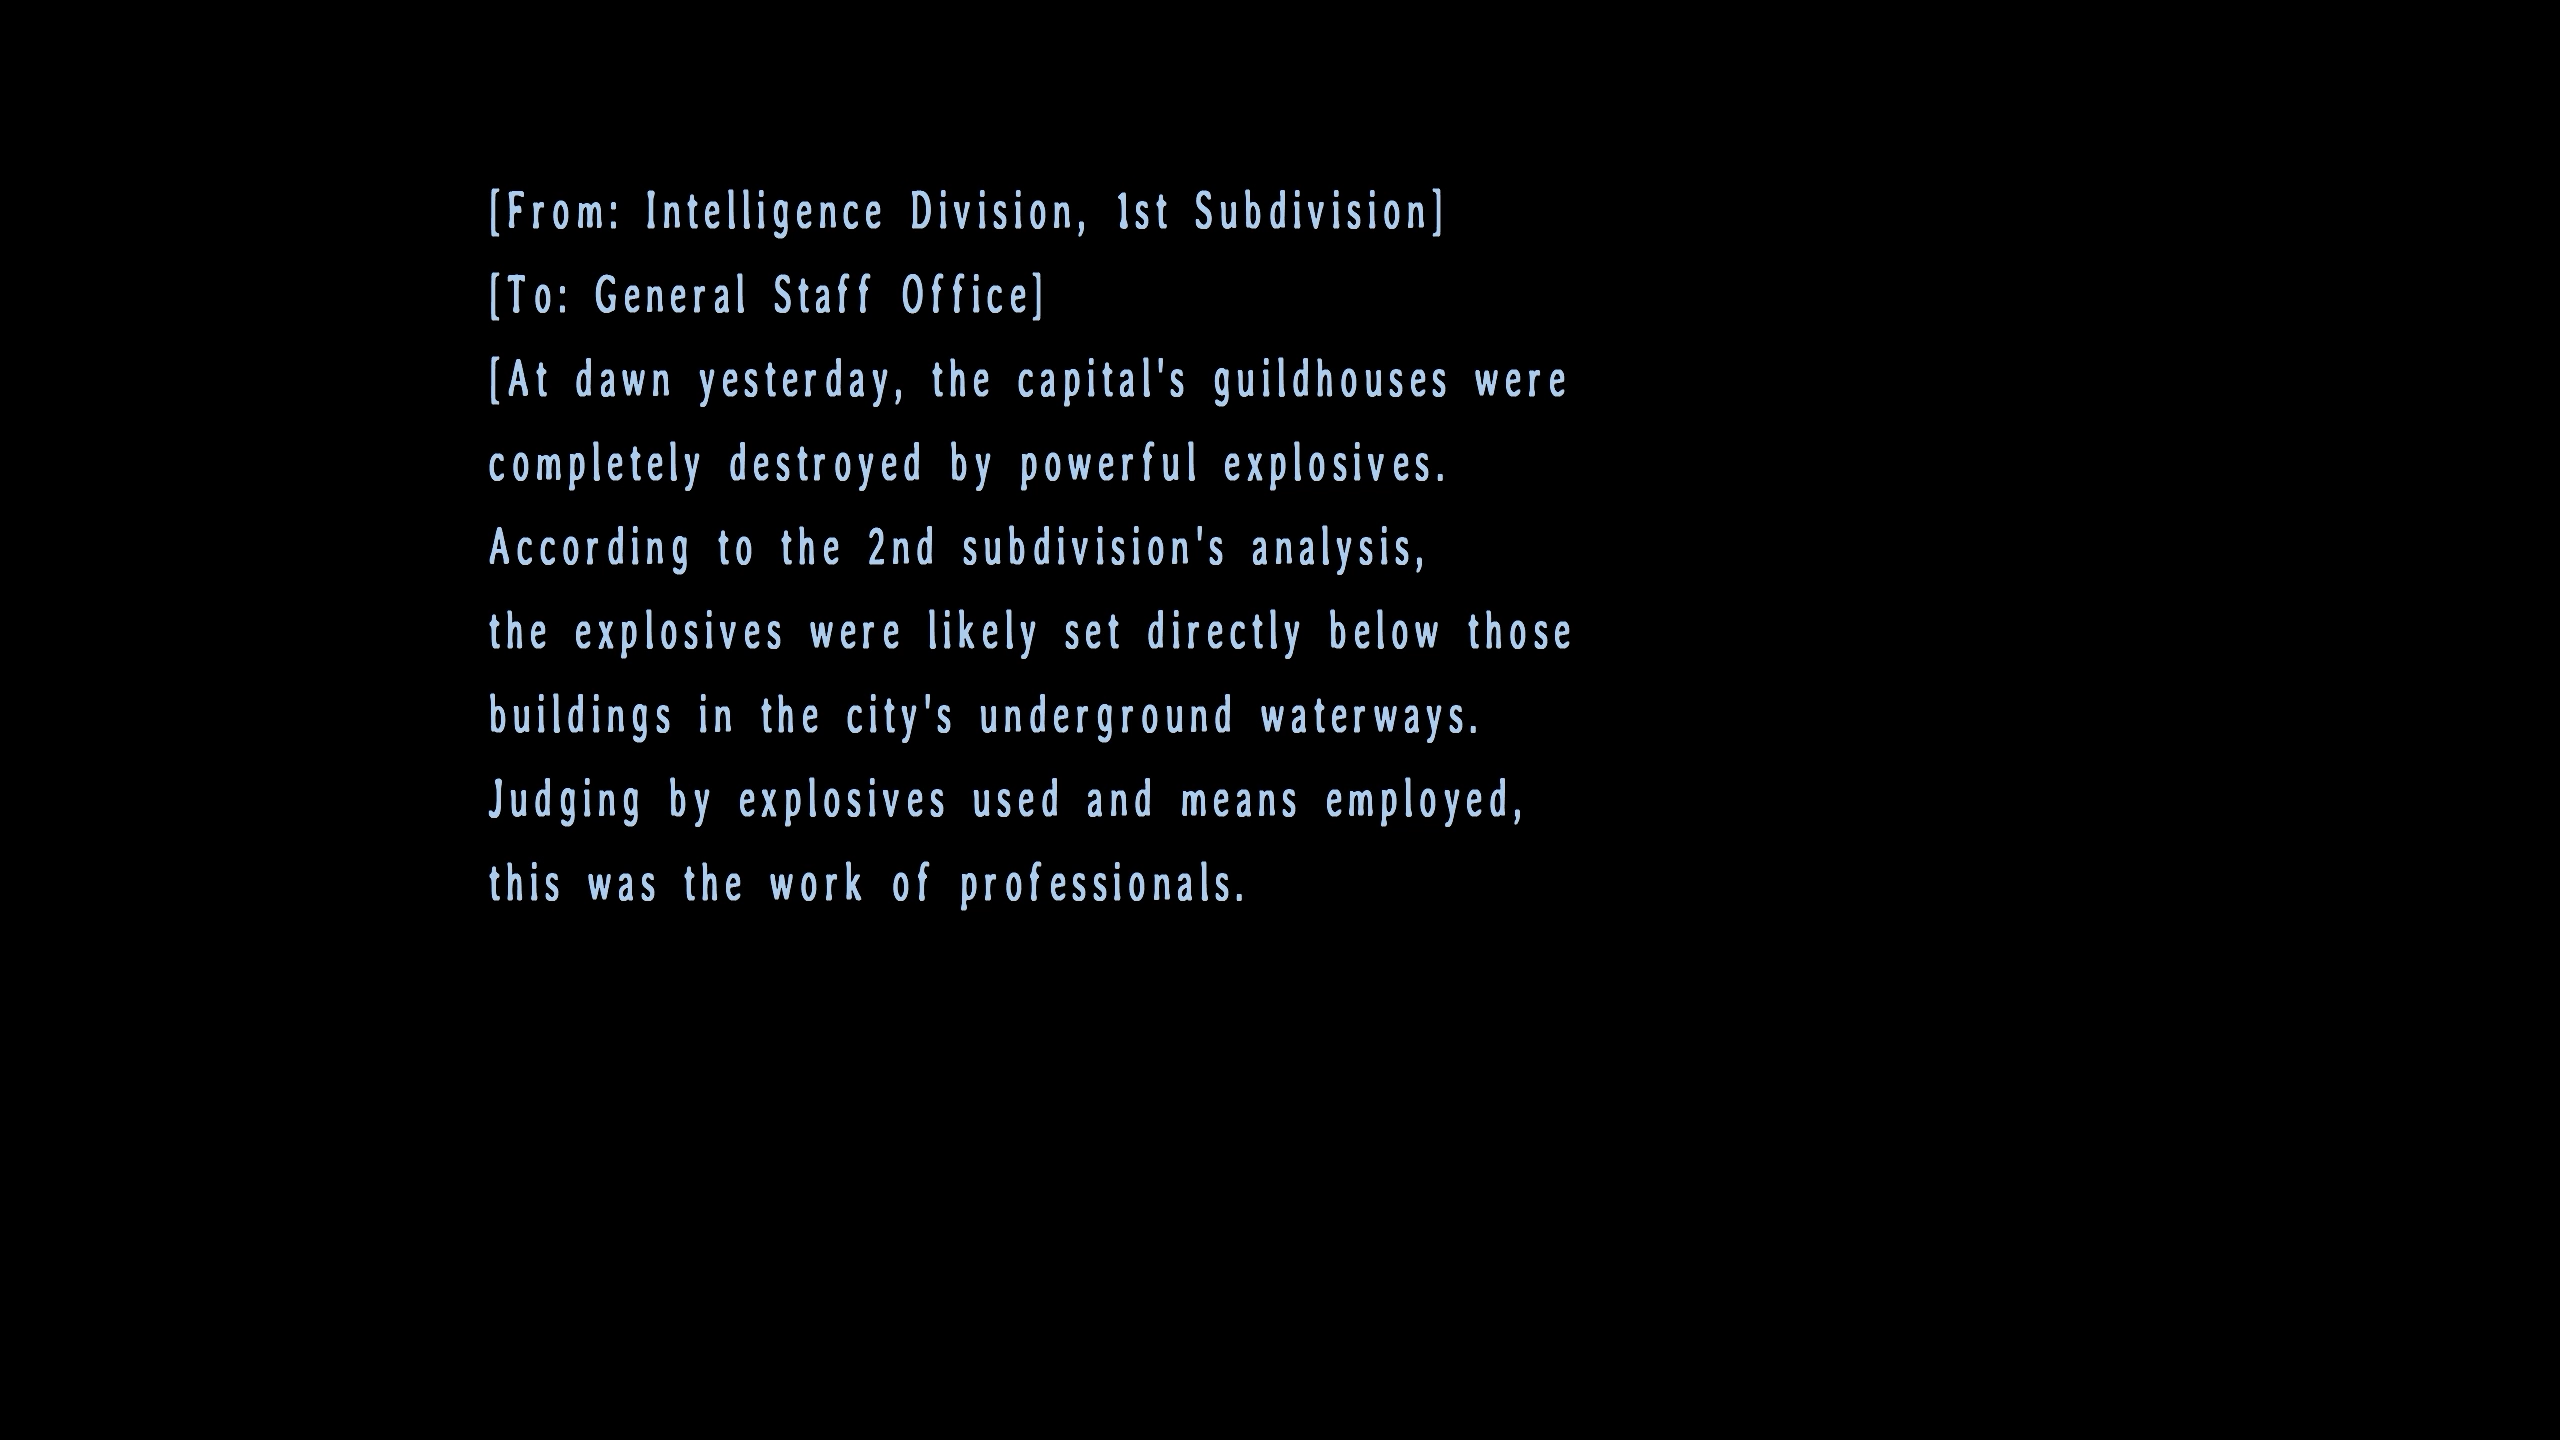 [From: Intelligence Division, 1st Subdivision]
[To: General Staff Office]
[At dawn yesterday, the capital's guildhouses were
completely destroyed by powerful explosives.
According to the 2nd subdivision's analysis,
the explosives were likely set directly below those
buildings in the city's underground waterways.
Judging by explosives used and means employed,
this was the work of professionals.